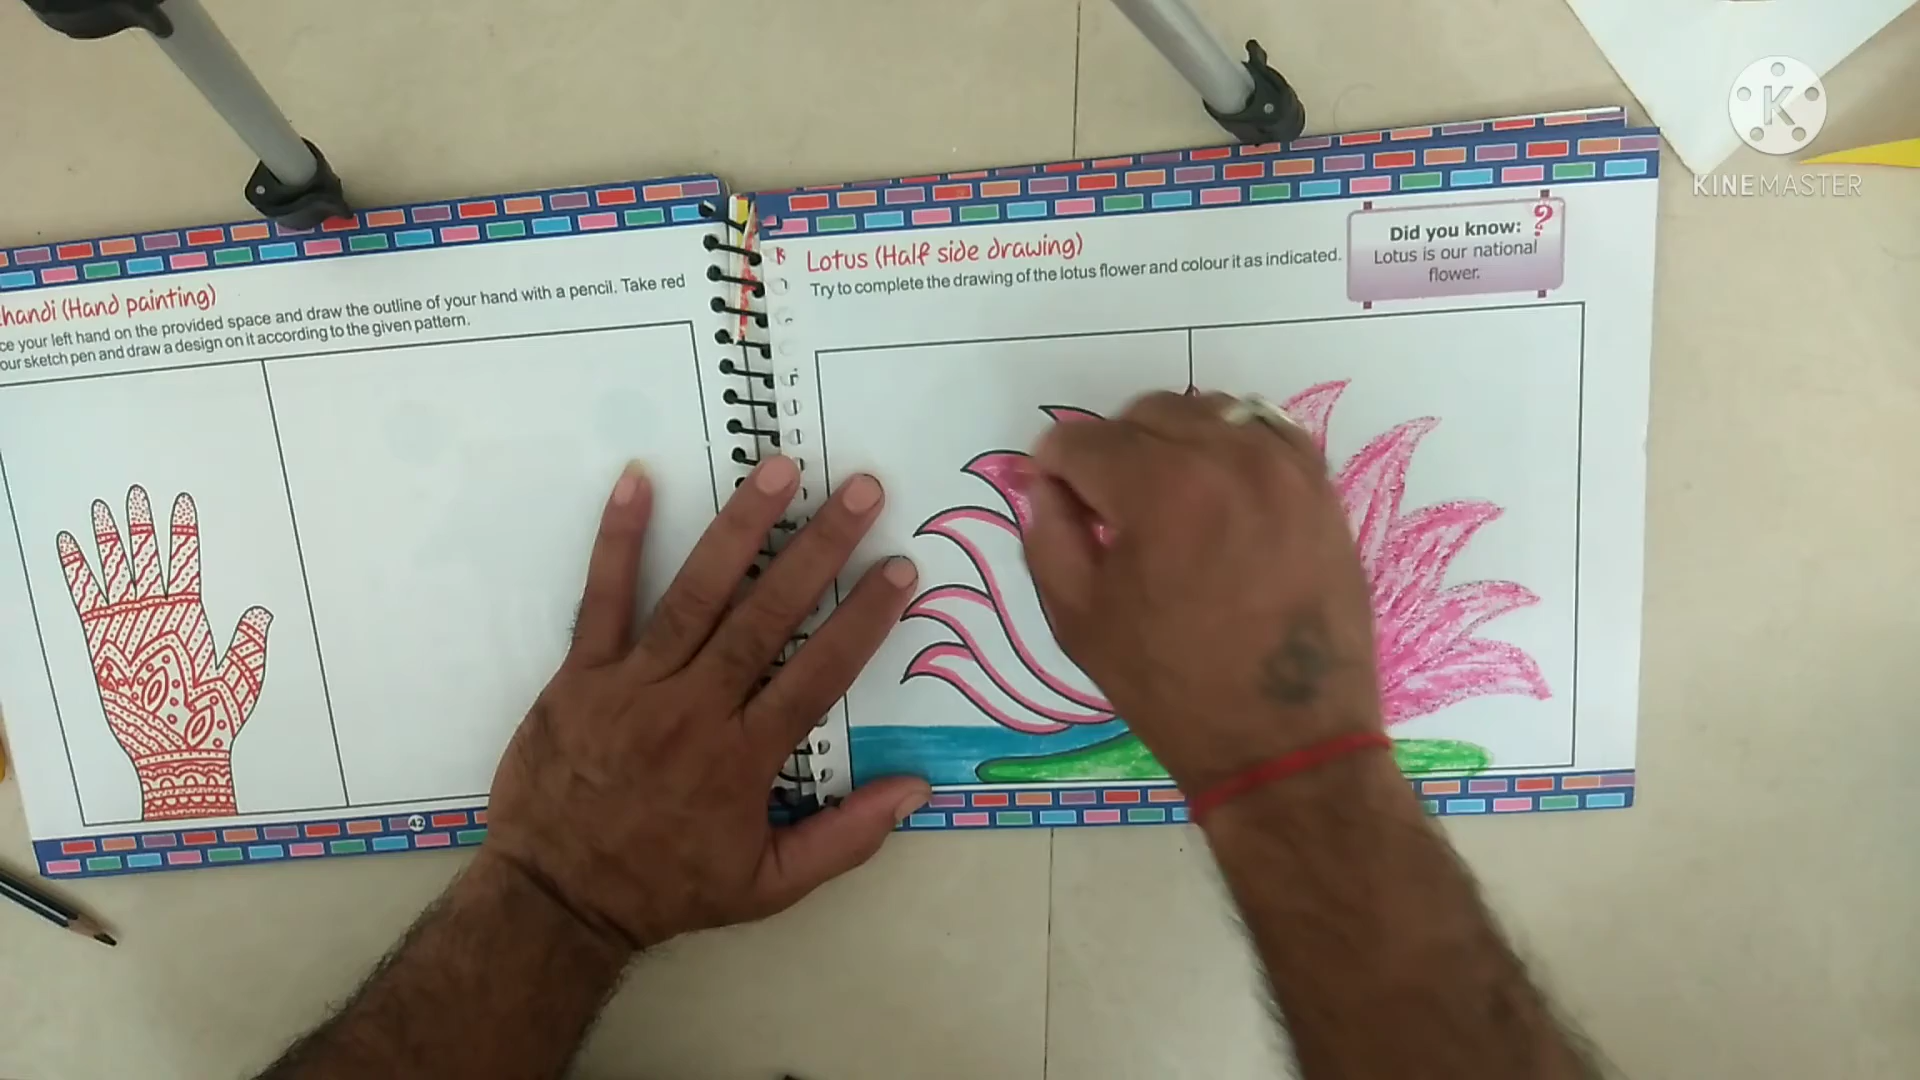 KINEMASTER
handi (Hand painting)
ce your left hand on the provided space and draw the outline of your hand with a pencil. Take red
our sketch pen and draw a design on it according to the given pattern.
42
Lotus (Half side drawing)
Try to complete the drawing of the lotus flower and colour it as indicated.
Did you know: ?
Lotus is our national
flower.